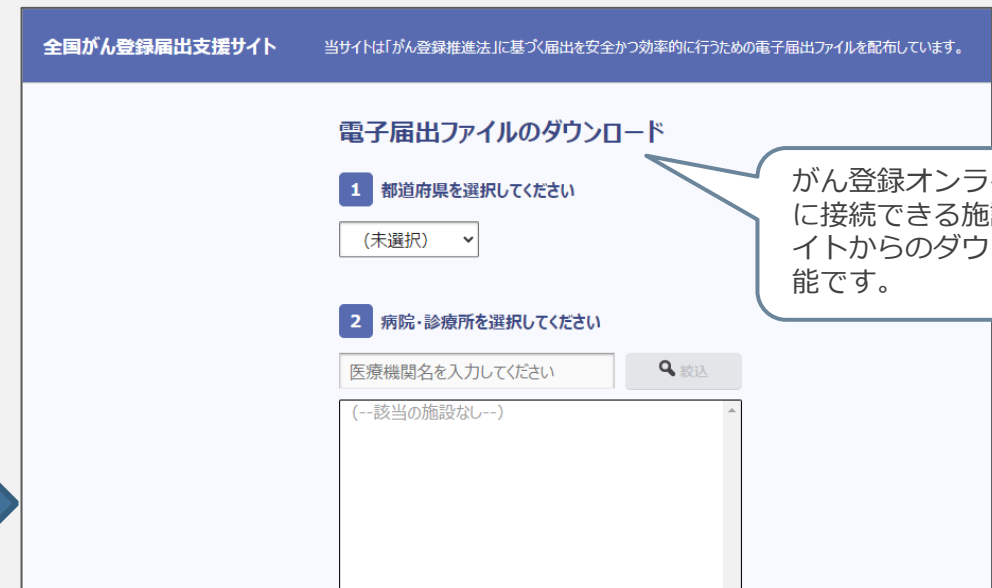 全国がん登録届出支援サイト
当サイトは「がん登録推進法」に基づく届出を安全かつ効率的に行うための電子届出ファイルを配布しています。
電子届出ファイルのダウンロード
1 都道府県を選択してください
(未選択)
2 病院・診療所を選択してください
医療機関名を入力してください
絞込
(--該当の施設なし--)
がん登録オンラ
に接続できる施
イトからのダウ
能です。